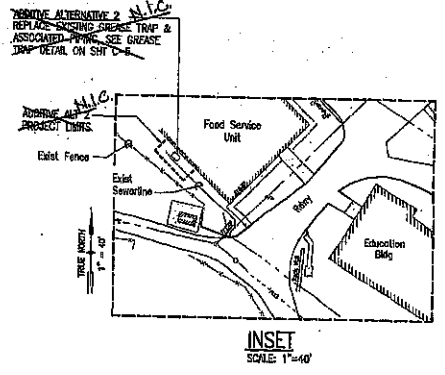 N.I.C.
ADDITIVE ALTERNATIVE 2
REPLACE EXISTING GREASE TRAP &
ASSOCIATED PIPING. SEE GREASE
TRAP DETAIL ON SHT C-5.
N.I.C.
ADDITIVE ALT 2
PROJECT LIMITS
Exist Fence
Food Service
Unit
Exist
Sewerline
Rdwy
Education
Bldg
TRUE NORTH
1" = 40'
INSET
SCALE: 1"=40'